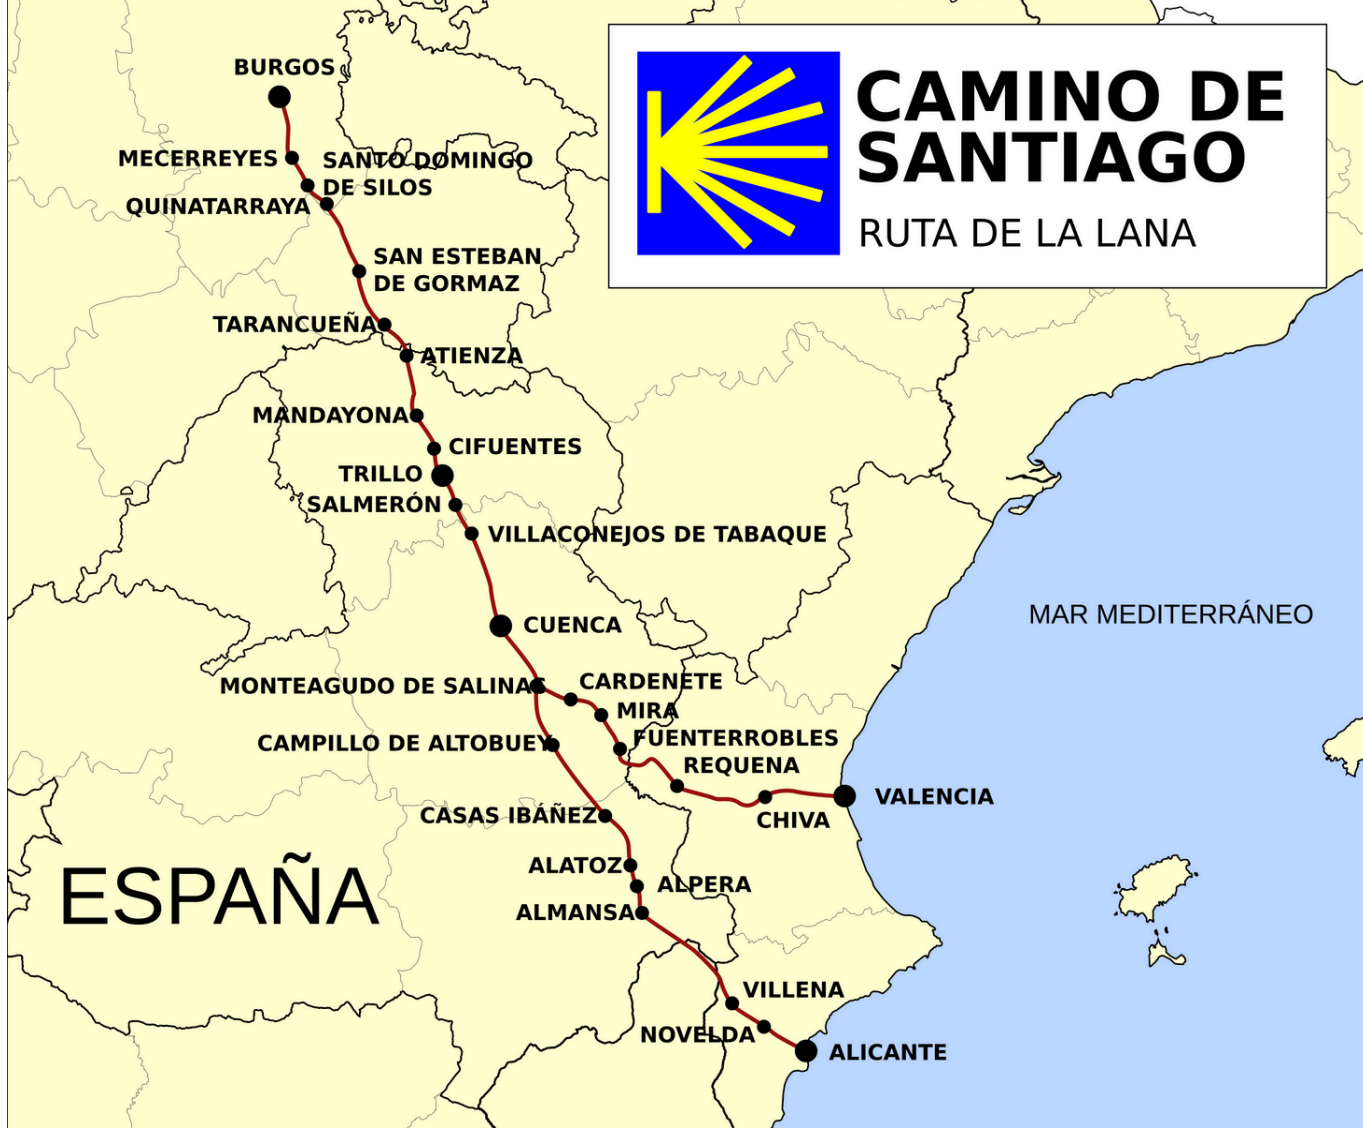 BURGOS
CAMINO DE
SANTIAGO
RUTA DE LA LANA
MECERREYES
SANTO DOMINGO
DE SILOS
QUINATARRAYA
SAN ESTEBAN
DE GORMAZ
TARANCUEÑA
ATIENZA
MANDAYONA
CIFUENTES
TRILLO
SALMERÓN
VILLACONEJOS DE TABAQUE
MAR MEDITERRÁNEO
CUENCA
MONTEAGUDO DE SALINAS
CARDENETE
MIRA
CAMPILLO DE ALTOBUEY
FUENTERROBLES
REQUENA
VALENCIA
CHIVA
CASAS IBÁÑEZ
ESPAÑA
ALATOZ
ALPERA
ALMANSA
VILLENA
NOVELDA
ALICANTE